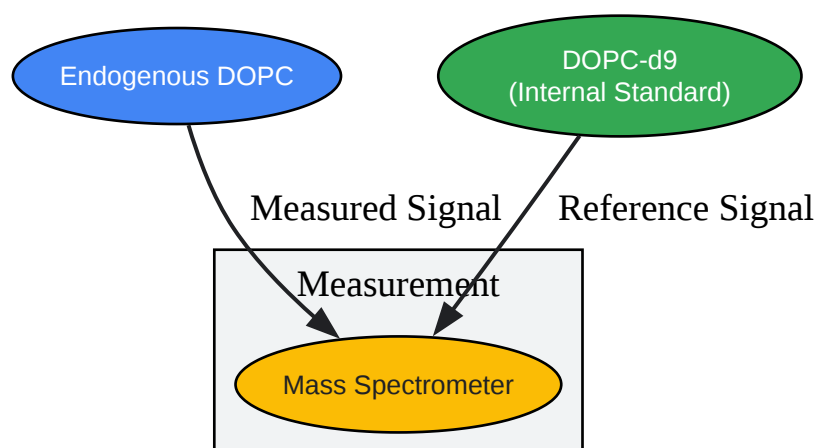 Endogenous DOPC
DOPC-d9
(Internal Standard)
Measured Signal
Reference Signal
Measurement
Mass Spectrometer